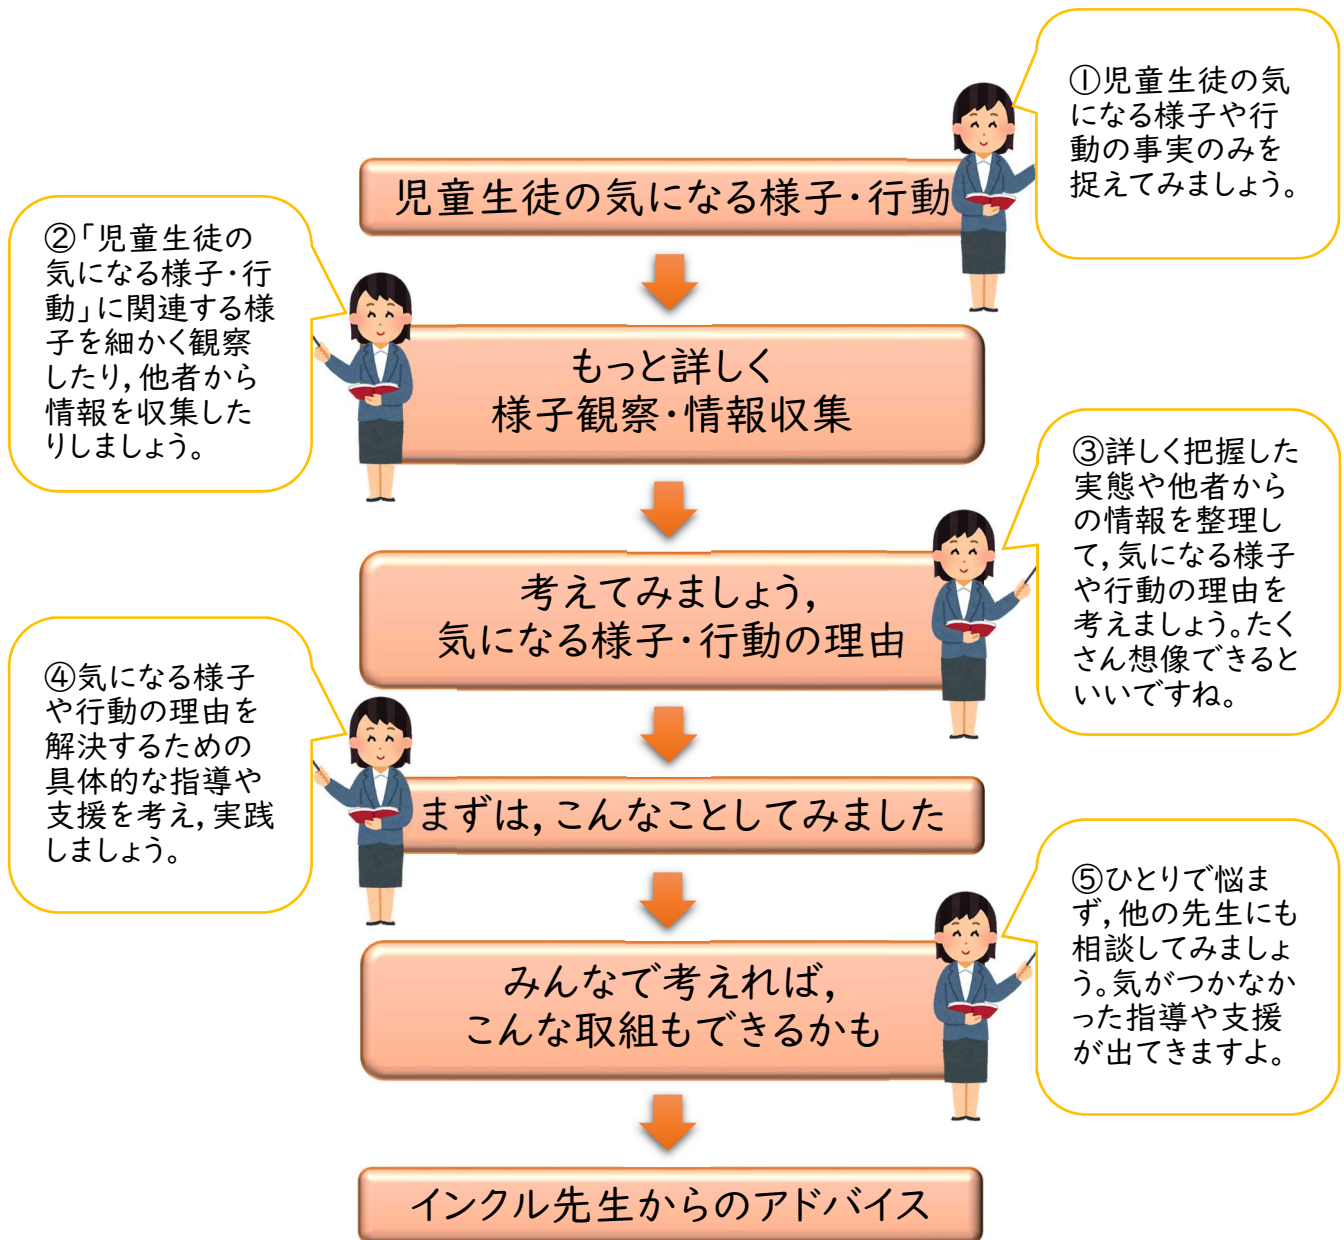 ①児童生徒の気
になる様子や行
動の事実のみを
捉えてみましょう。
児童生徒の気になる様子・行動
②「児童生徒の
気になる様子・行
動」に関連する様
子を細かく観察
したり,他者から
情報を収集した
りしましょう。
もっと詳しく
様子観察・情報収集
③詳しく把握した
実態や他者から
の情報を整理し
て,気になる様子
や行動の理由を
考えましょう。たく
さん想像できると
いいですね。
考えてみましょう,
気になる様子・行動の理由
④気になる様子
や行動の理由を
解決するための
具体的な指導や
支援を考え,実践
しましょう。
まずは,こんなことしてみました
⑤ひとりで悩ま
ず,他の先生にも
相談してみましょ
う。気がつかなか
った指導や支援
が出てきますよ。
みんなで考えれば,
こんな取組もできるかも
インクル先生からのアドバイス